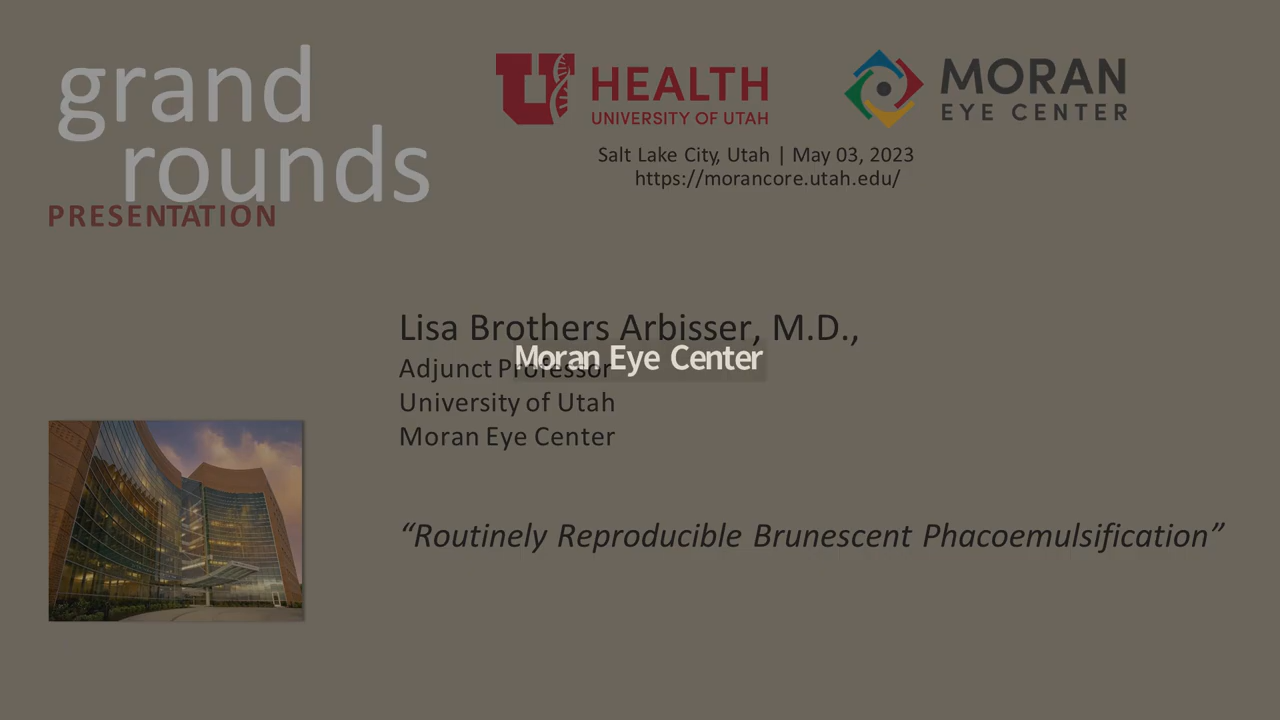 grand
rounds
PRESENTATION
U HEALTH
UNIVERSITY OF UTAH
MORAN
EYE CENTER
Salt Lake City, Utah | May 03, 2023
https://morancore.utah.edu/
Lisa Brothers Arbisser, M.D.,
Moran Eye Center
Adjunct Professor
University of Utah
Moran Eye Center
“Routinely Reproducible Brunescent Phacoemulsification”